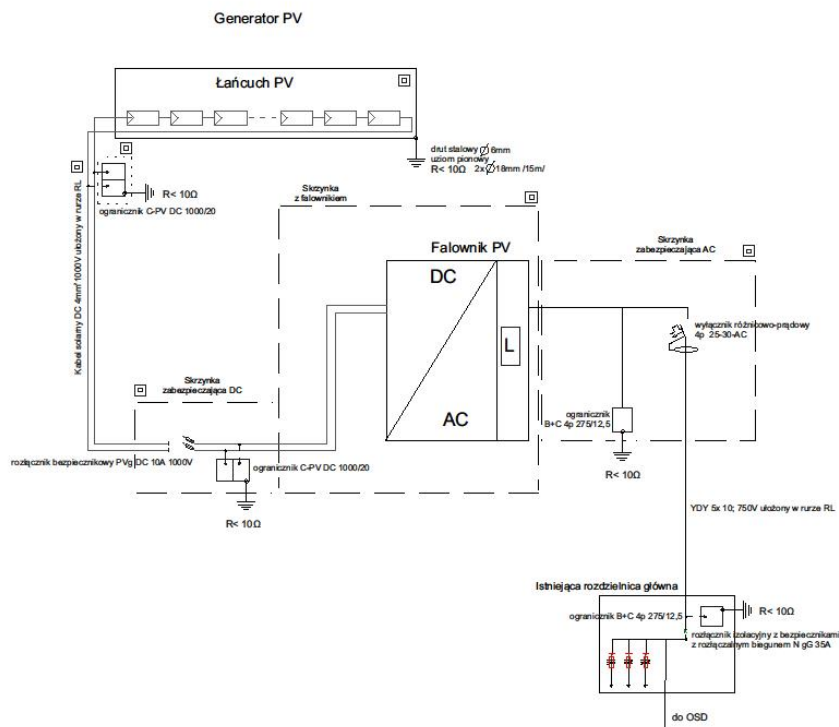 Generator PV
Łańcuch PV
drut stalowy ∅ 6mm
uziom pionowy
R< 10Ω 2x∅18mm /15m/
R< 10Ω
ogranicznik C-PV DC 1000/20
Kabel solarny DC 4mm² 1000V ułożony w rurze RL
Skrzynka
z falownikiem
Falownik PV
DC
AC
L
Skrzynka
zabezpieczająca AC
wyłącznik różnicowo-prądowy
4p 25-30-AC
ogranicznik
B+C 4p 275/12,5
R< 10Ω
Skrzynka
zabezpieczająca DC
rozłącznik bezpiecznikowy PVg DC 10A 1000V
ogranicznik C-PV DC 1000/20
R< 10Ω
YDY 5x 10; 750V ułożony w rurze RL
Istniejąca rozdzielnica główna
ogranicznik B+C 4p 275/12,5
R< 10Ω
rozłącznik izolacyjny z bezpiecznikami
z rozłączalnym biegunem N gG 35A
do OSD